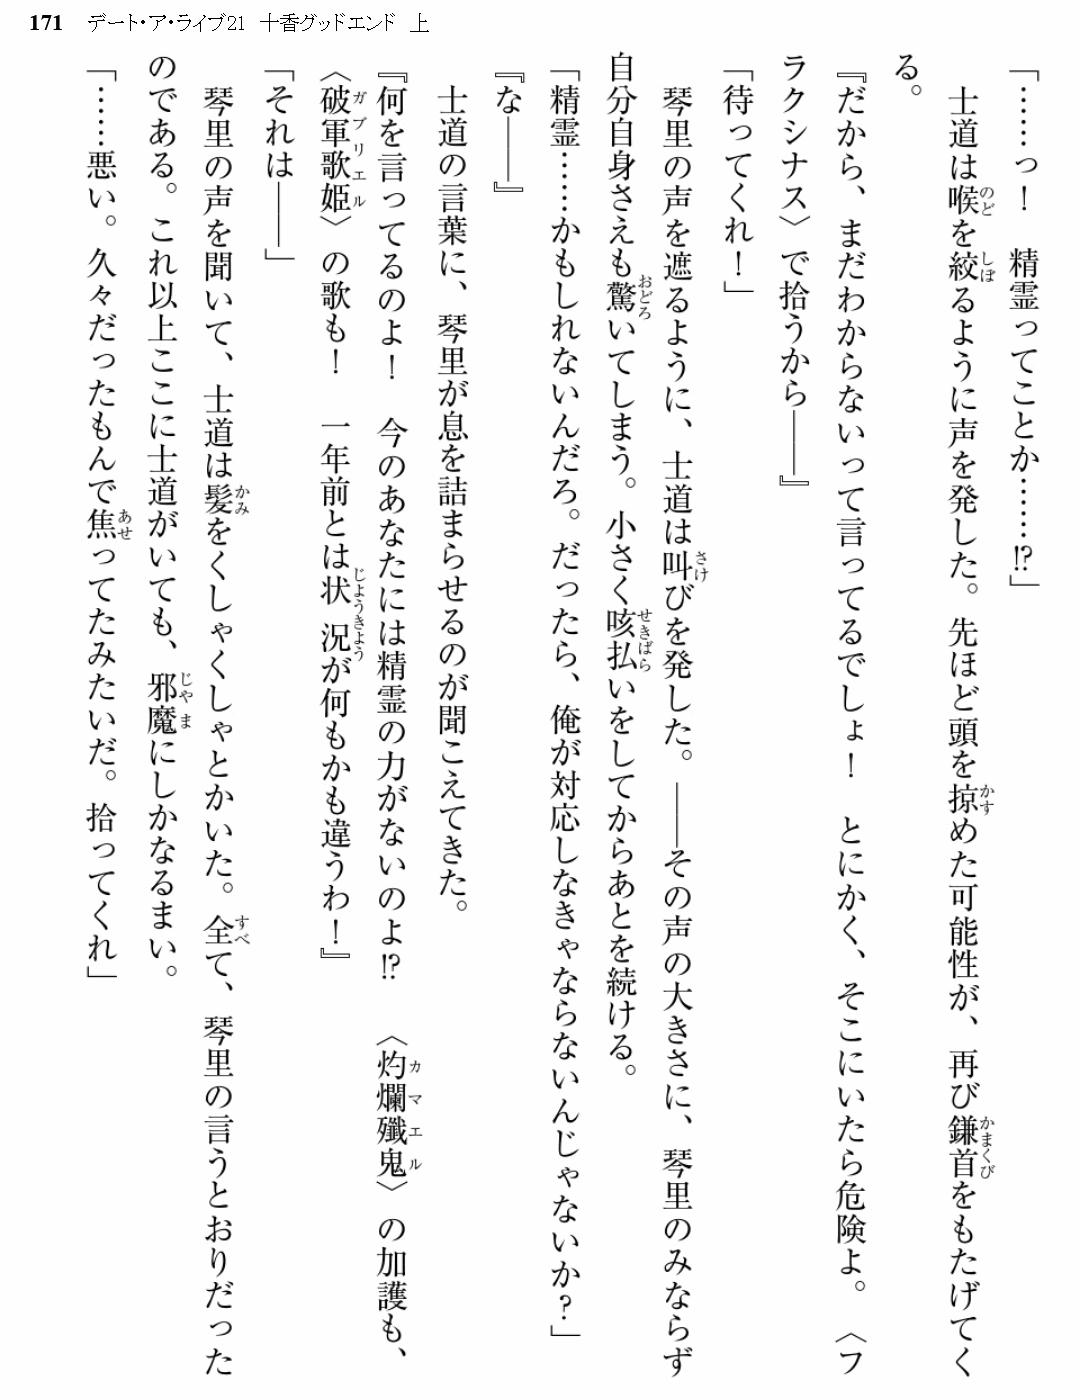 171 デート・ア・ライブ21 十香グッドエンド 上
「……っ！ 精霊ってことか……⁉」
士道は喉を絞るように声を発した。先ほど頭を掠めた可能性が、再び鎌首をもたげてく
る。
『だから、まだわからないって言ってるでしょ！ とにかく、そこにいたら危険よ。〈フ
ラクシナス〉で拾うから――』
「待ってくれ！」
琴里の声を遮るように、士道は叫びを発した。――その声の大きさに、琴里のみならず
自分自身さえも驚いてしまう。小さく咳払いをしてからあとを続ける。
「精霊……かもしれないんだろ。だったら、俺が対応しなきゃならないんじゃないか？」
『な――』
士道の言葉に、琴里が息を詰まらせるのが聞こえてきた。
『何を言ってるのよ！ 今のあなたには精霊の力がないのよ⁉ 〈灼爛殲鬼〉の加護も、
〈破軍歌姫〉の歌も！ 一年前とは状況が何もかも違うわ！』
「それは――」
琴里の声を聞いて、士道は髪をくしゃくしゃとかいた。全て、琴里の言うとおりだった
のである。これ以上ここに士道がいても、邪魔にしかなるまい。
「……悪い。久々だったもんで焦ってたみたいだ。拾ってくれ」